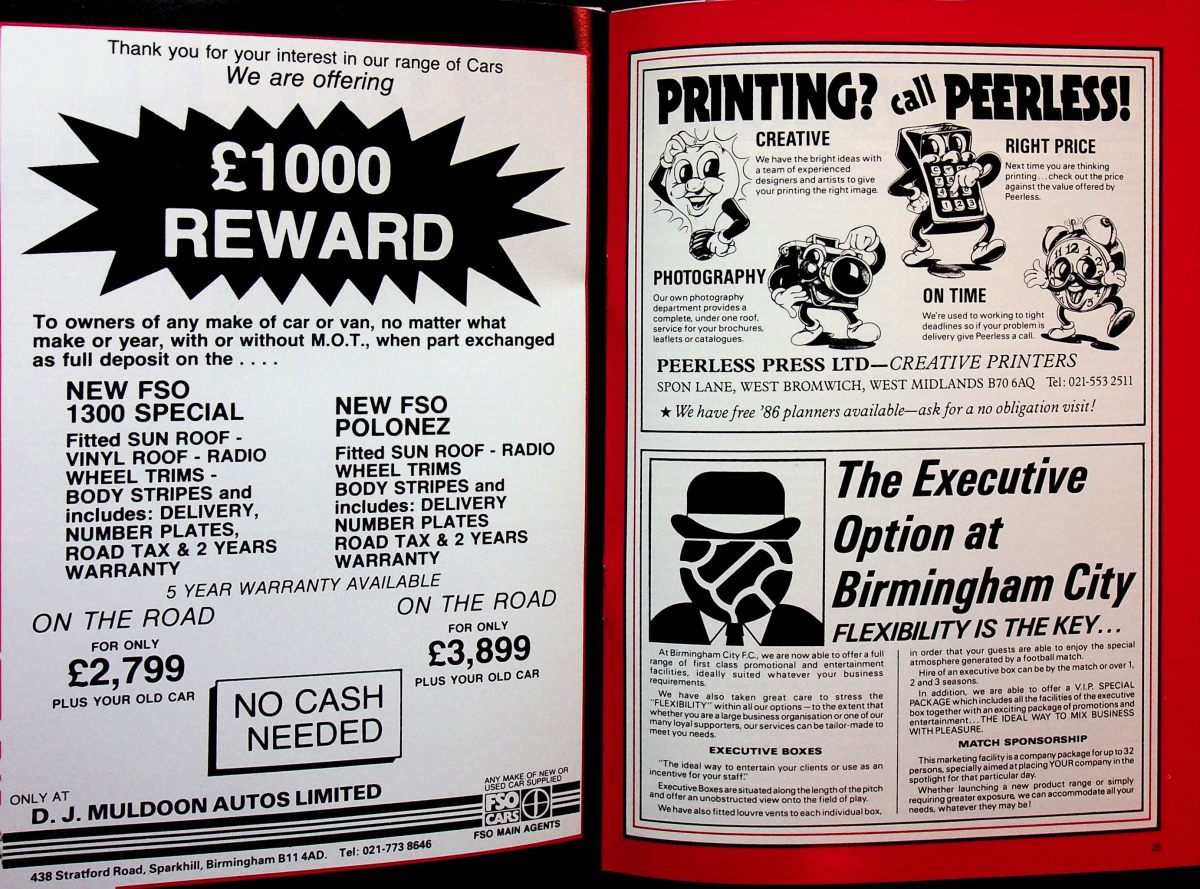 Thank you for your interest in our range of Cars
We are offering
£1000
REWARD
To owners of any make of car or van, no matter what
make or year, with or without M.O.T., when part exchanged
as full deposit on the . . . .
NEW FSO
1300 SPECIAL
Fitted SUN ROOF -
VINYL ROOF - RADIO
WHEEL TRIMS -
BODY STRIPES and
includes: DELIVERY,
NUMBER PLATES,
ROAD TAX & 2 YEARS
WARRANTY
NEW FSO
POLONEZ
Fitted SUN ROOF - RADIO
WHEEL TRIMS
BODY STRIPES and
includes: DELIVERY
NUMBER PLATES
ROAD TAX & 2 YEARS
WARRANTY
5 YEAR WARRANTY AVAILABLE
ON THE ROAD
FOR ONLY
£2,799
PLUS YOUR OLD CAR
ON THE ROAD
FOR ONLY
£3,899
PLUS YOUR OLD CAR
NO CASH
NEEDED
ONLY AT
D. J. MULDOON AUTOS LIMITED
ANY MAKE OF NEW OR
USED CAR SUPPLIED
FSO
CARS
FSO MAIN AGENTS
438 Stratford Road, Sparkhill, Birmingham B11 4AD. Tel: 021-773 8646
PRINTING? call PEERLESS!
CREATIVE
We have the bright ideas with
a team of experienced
designers and artists to give
your printing the right image.
RIGHT PRICE
Next time you are thinking
printing...check out the price
against the value offered by
Peerless.
PHOTOGRAPHY
Our own photography
department provides a
complete, under one roof,
service for your brochures,
leaflets or catalogues.
ON TIME
We're used to working to tight
deadlines so if your problem is
delivery give Peerless a call.
PEERLESS PRESS LTD—CREATIVE PRINTERS
SPON LANE, WEST BROMWICH, WEST MIDLANDS B70 6AQ Tel: 021-553 2511
★ We have free '86 planners available—ask for a no obligation visit!
The Executive
Option at
Birmingham City
FLEXIBILITY IS THE KEY...
At Birmingham City F.C., we are now able to offer a full
range of first class promotional and entertainment
facilities, ideally suited whatever your business
requirements.
We have also taken great care to stress the
"FLEXIBILITY" within all our options — to the extent that
whether you are a large business organisation or one of our
many loyal supporters, our services can be tailor-made to
meet you needs.
EXECUTIVE BOXES
"The ideal way to entertain your clients or use as an
incentive for your staff."
Executive Boxes are situated along the length of the pitch
and offer an unobstructed view onto the field of play.
We have also fitted louvre vents to each individual box,
in order that your guests are able to enjoy the special
atmosphere generated by a football match.
Hire of an executive box can be by the match or over 1,
2 and 3 seasons.
In addition, we are able to offer a V.I.P. SPECIAL
PACKAGE which includes all the facilities of the executive
box together with an exciting package of promotions and
entertainment...THE IDEAL WAY TO MIX BUSINESS
WITH PLEASURE.
MATCH SPONSORSHIP
This marketing facility is a company package for up to 32
persons, specially aimed at placing YOUR company in the
spotlight for that particular day.
Whether launching a new product range or simply
requiring greater exposure, we can accommodate all your
needs, whatever they may be!